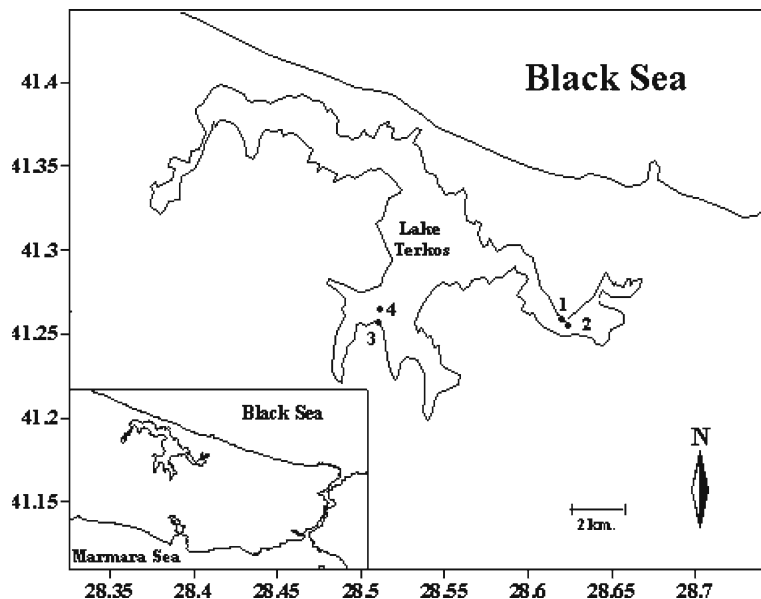 Black Sea
41.4
41.35
41.3
41.25
41.2
41.15
Lake
Terkos
1
2
4
3
Black Sea
Marmara Sea
N
2 km.
28.35
28.4
28.45
28.5
28.55
28.6
28.65
28.7